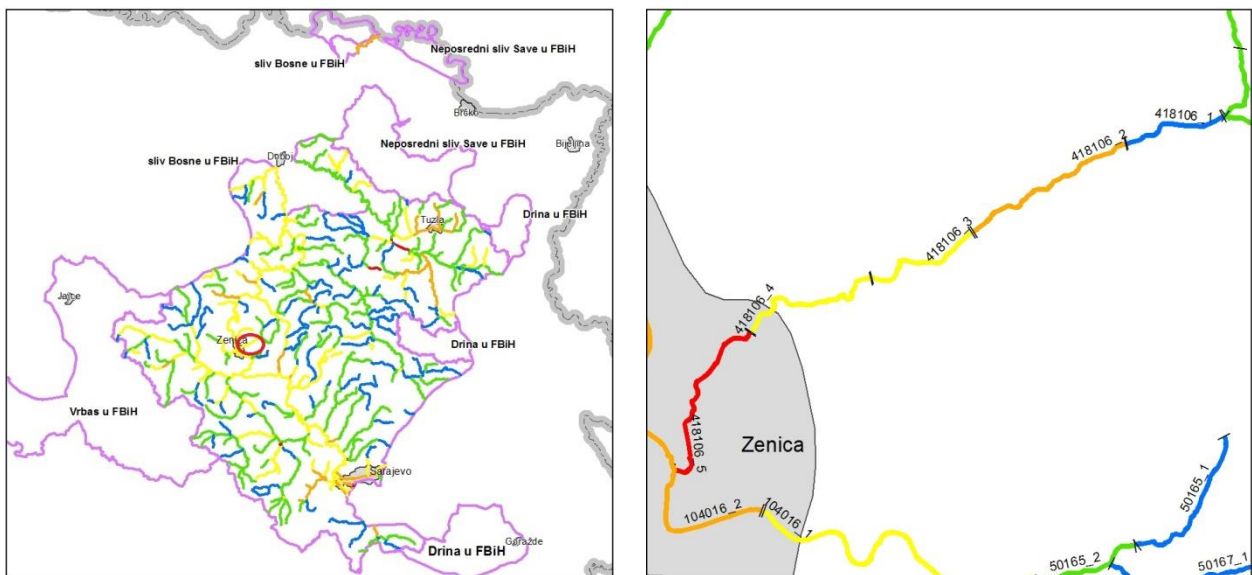 Neposredni sliv Save u FBiH
sliv Bosne u FBiH
Brčko
Neposredni sliv Save u FBiH
Bijeljina
sliv Bosne u FBiH
Doboj
Drina u FBiH
Tuzla
Jajce
Zenica
Drina u FBiH
Vrbas u FBiH
Sarajevo
Drina u FBiH
Goražde
418106_1
418106_2
418106_3
418106_4
418106_5
Zenica
104016_2
104016_1
50165_1
50165_2
50167_1